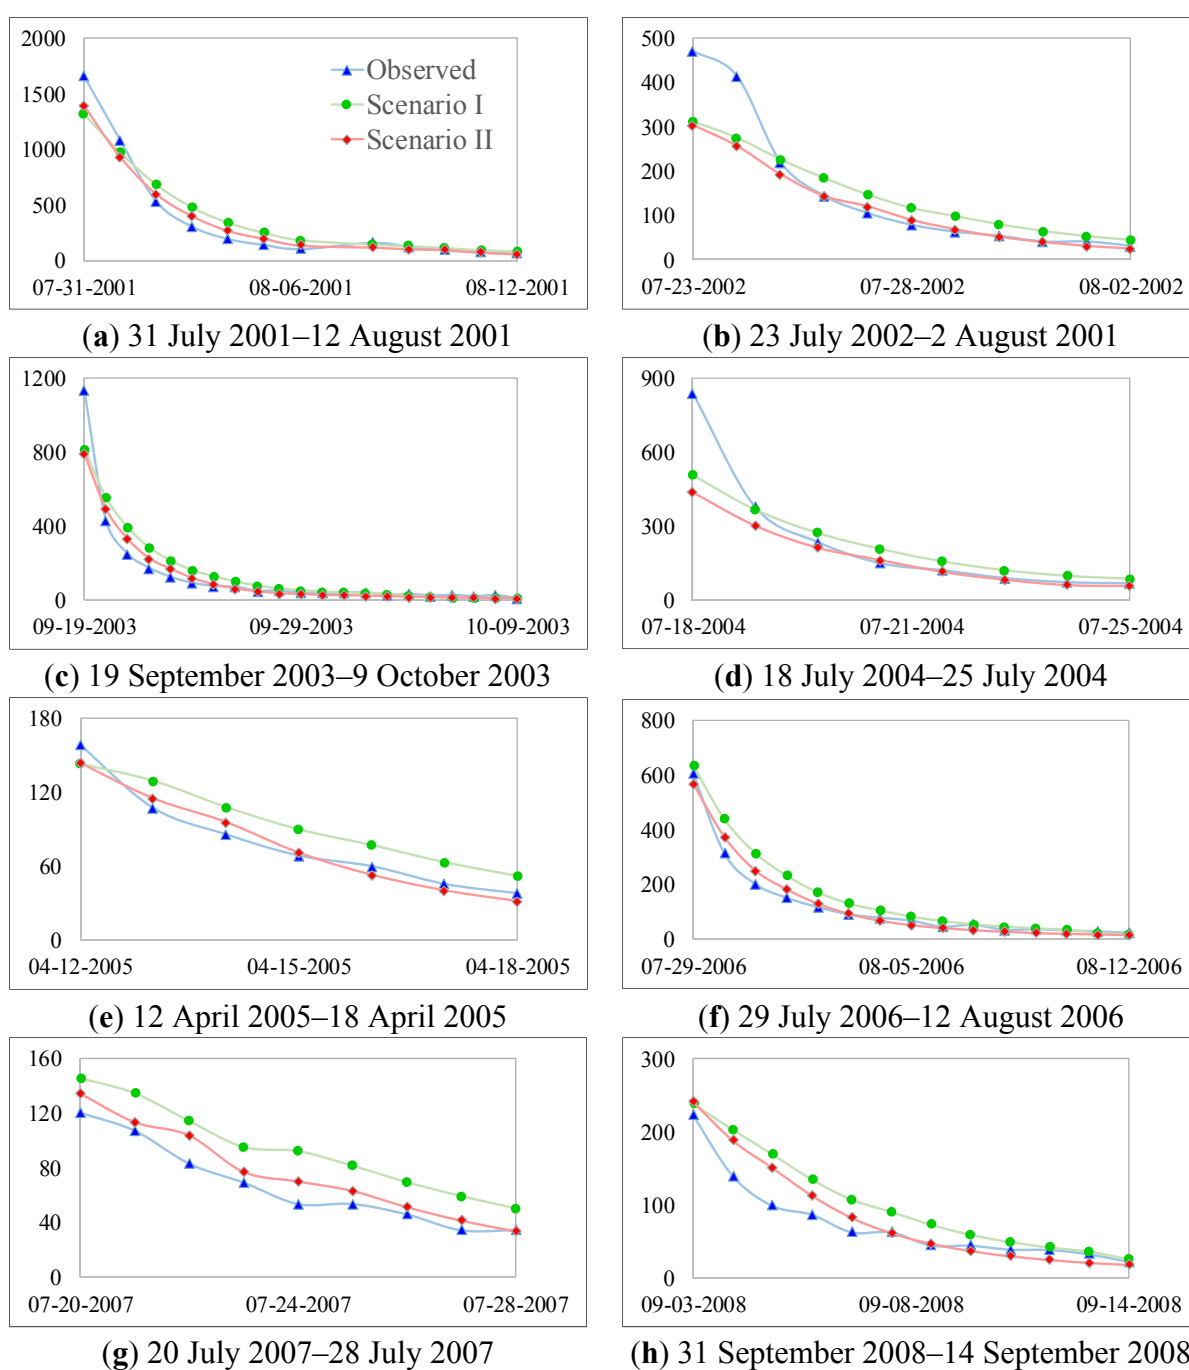 2000
1500
1000
500
0
07-31-2001 08-06-2001 08-12-2001
Observed
Scenario I
Scenario II
(a) 31 July 2001–12 August 2001
500
400
300
200
100
0
07-23-2002 07-28-2002 08-02-2002
(b) 23 July 2002–2 August 2001
1200
800
400
0
09-19-2003 09-29-2003 10-09-2003
(c) 19 September 2003–9 October 2003
900
600
300
0
07-18-2004 07-21-2004 07-25-2004
(d) 18 July 2004–25 July 2004
180
120
60
0
04-12-2005 04-15-2005 04-18-2005
(e) 12 April 2005–18 April 2005
800
600
400
200
0
07-29-2006 08-05-2006 08-12-2006
(f) 29 July 2006–12 August 2006
160
120
80
40
0
07-20-2007 07-24-2007 07-28-2007
(g) 20 July 2007–28 July 2007
300
200
100
0
09-03-2008 09-08-2008 09-14-2008
(h) 31 September 2008–14 September 2008